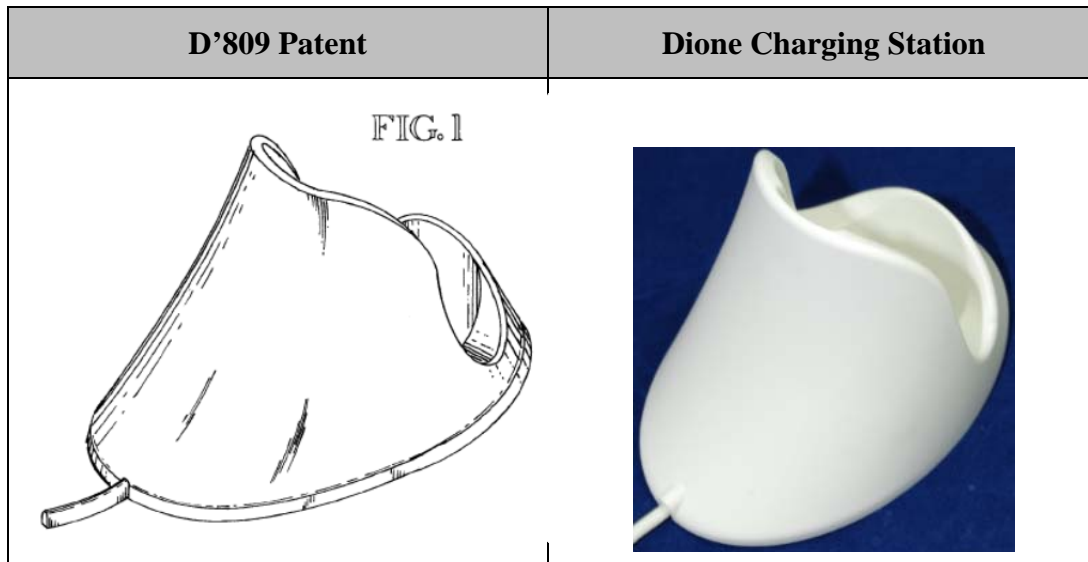 D’809 Patent
Dione Charging Station
FIG. 1